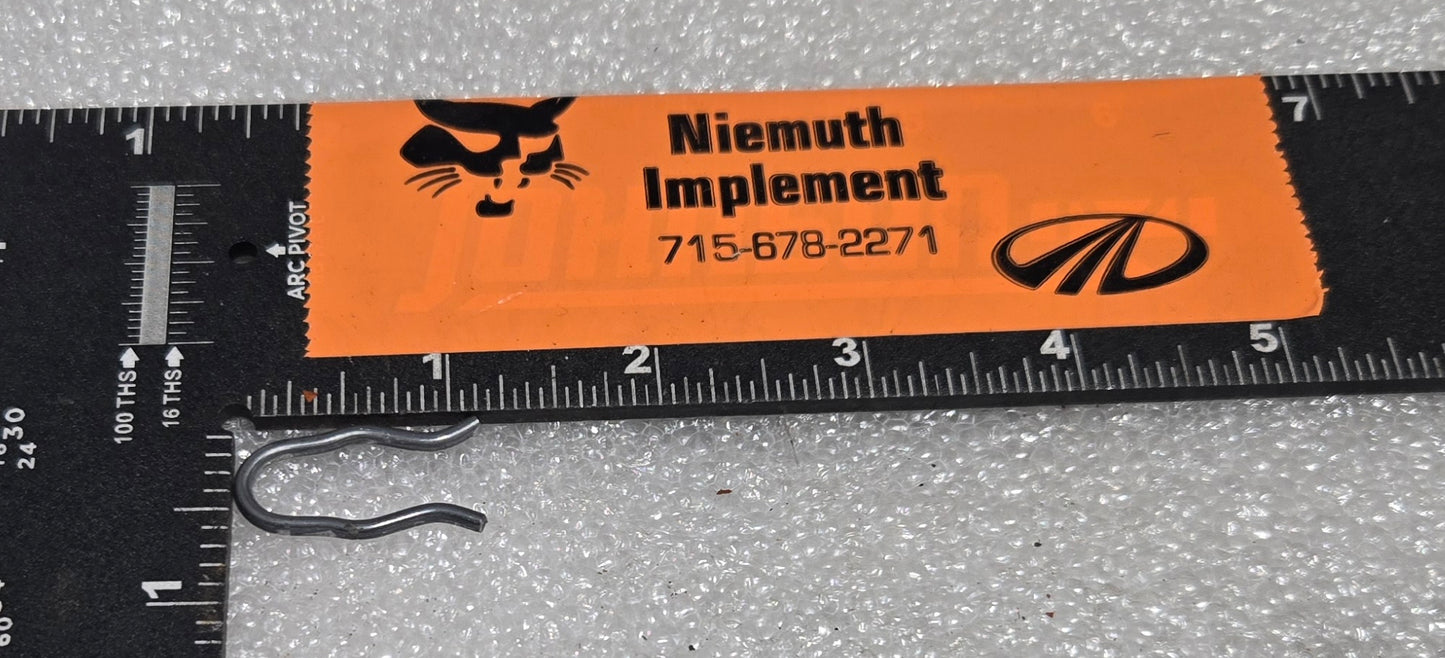 1
7
Niemuth
Implement
715-678-2271
ARC PIVOT
100 THS
16 THS
1 2 3 4 5
30
24
1